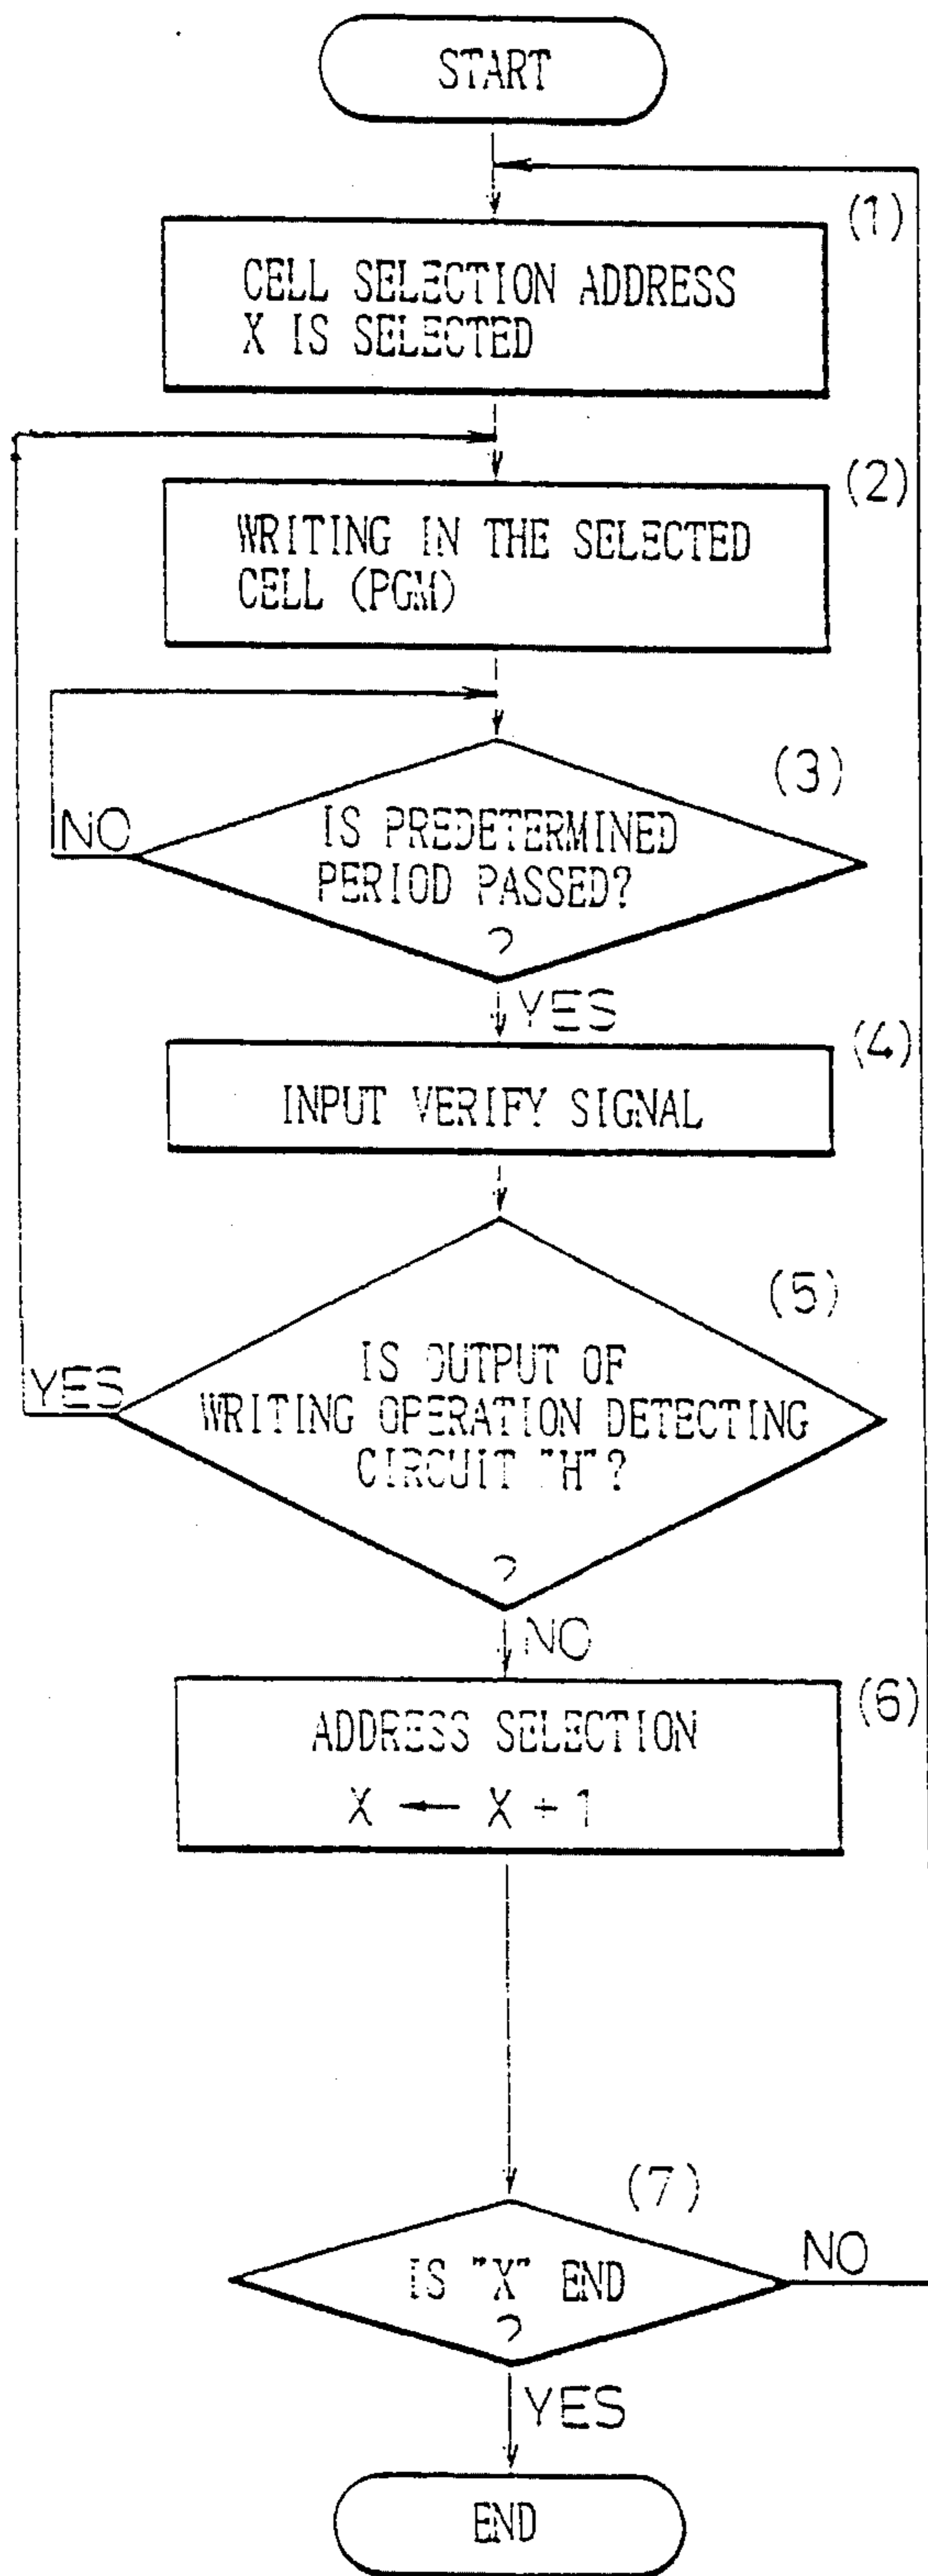 START
(1)
CELL SELECTION ADDRESS
X IS SELECTED
(2)
WRITING IN THE SELECTED
CELL (PGM)
(3)
NO
IS PREDETERMINED
PERIOD PASSED?
?
YES
(4)
INPUT VERIFY SIGNAL
(5)
YES
IS OUTPUT OF
WRITING OPERATION DETECTING
CIRCUIT "H"?
?
NO
(6)
ADDRESS SELECTION
X ← X + 1
(7)
NO
IS "X" END
?
YES
END